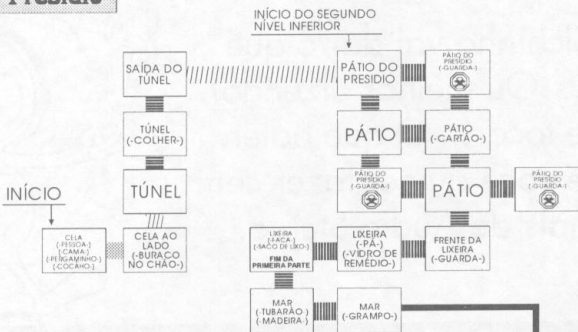 Presídio
INÍCIO DO SEGUNDO
NÍVEL INFERIOR
SAÍDA DO
TÚNEL
PÁTIO DO
PRESIDIO
PÁTIO DO
PRESÍDIO
(-GUARDA-)
TÚNEL
(-COLHER-)
PÁTIO
PÁTIO
(-CARTÃO-)
INÍCIO
TÚNEL
PÁTIO DO
PRESÍDIO
(-GUARDA-)
PÁTIO
PÁTIO DO
PRESÍDIO
(-GUARDA-)
CELA
(-PESSOA-)
(-CAMA-)
(-PERGAMINHO-)
(-COCAHO-)
CELA AO
LADO
(-BURACO
NO CHÃO-)
LIXEIRA
(-FACA-)
(-SACO DE LIXO-)
FIM DA
PRIMEIRA PARTE
LIXEIRA
(-PÁ-)
(-VIDRO DE
REMÉDIO-)
FRENTE DA
LIXEIRA
(-GUARDA-)
MAR
(-TUBARÃO-)
(-MADEIRA-)
MAR
(-GRAMPO-)